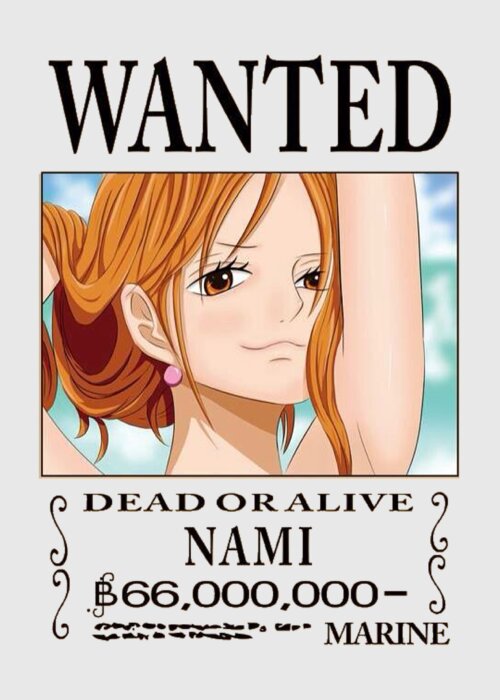 WANTED
DEAD OR ALIVE
NAMI
฿66,000,000-
MARINE